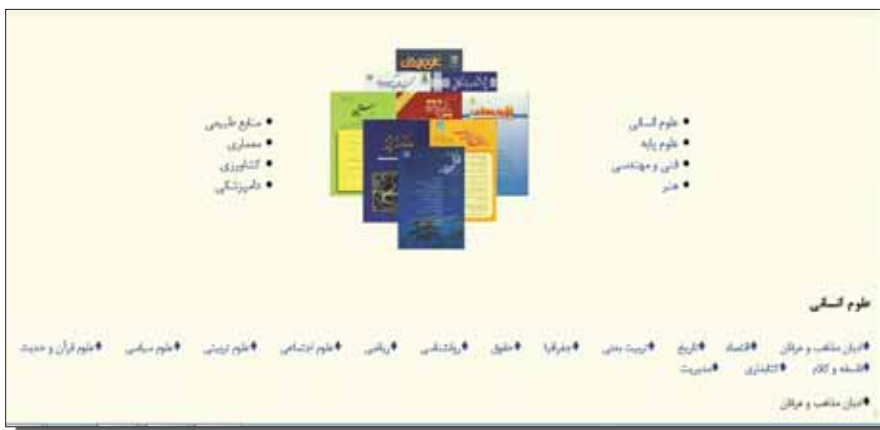 • علوم انسانی
• علوم پایه
• فنی و مهندسی
• هنر
• منابع طبیعی
• معماری
• کشاورزی
• دامپزشکی
علوم انسانی
♦ادیان مذاهب و عرفان ♦اقتصاد ♦تاریخ ♦تربیت بدنی ♦جغرافیا ♦حقوق ♦روانشناسی ♦ریاضی ♦علوم اجتماعی ♦علوم تربیتی ♦علوم سیاسی ♦علوم قرآن و حدیث
♦فلسفه و کلام ♦کتابداری ♦مدیریت
♦ادیان مذاهب و عرفان